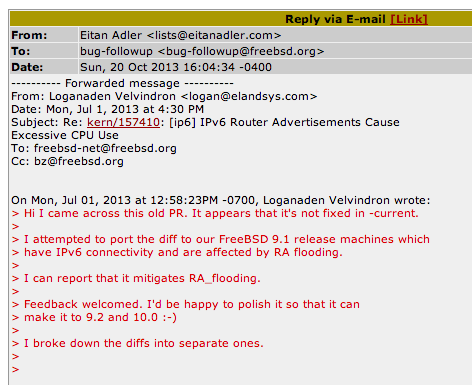 Reply via E-mail [Link]
From: Eitan Adler <lists@eitanadler.com>
To: bug-followup <bug-followup@freebsd.org>
Date: Sun, 20 Oct 2013 16:04:34 -0400
---------- Forwarded message ----------
From: Loganaden Velvindron <logan@elandsys.com>
Date: Mon, Jul 1, 2013 at 4:30 PM
Subject: Re: kern/157410: [ip6] IPv6 Router Advertisements Cause
Excessive CPU Use
To: freebsd-net@freebsd.org
Cc: bz@freebsd.org
On Mon, Jul 01, 2013 at 12:58:23PM -0700, Loganaden Velvindron wrote:
> Hi I came across this old PR. It appears that it's not fixed in -current.
>
> I attempted to port the diff to our FreeBSD 9.1 release machines which
> have IPv6 connectivity and are affected by RA flooding.
>
> I can report that it mitigates RA_flooding.
>
> Feedback welcomed. I'd be happy to polish it so that it can
> make it to 9.2 and 10.0 :-)
>
> I broke down the diffs into separate ones.
>
>